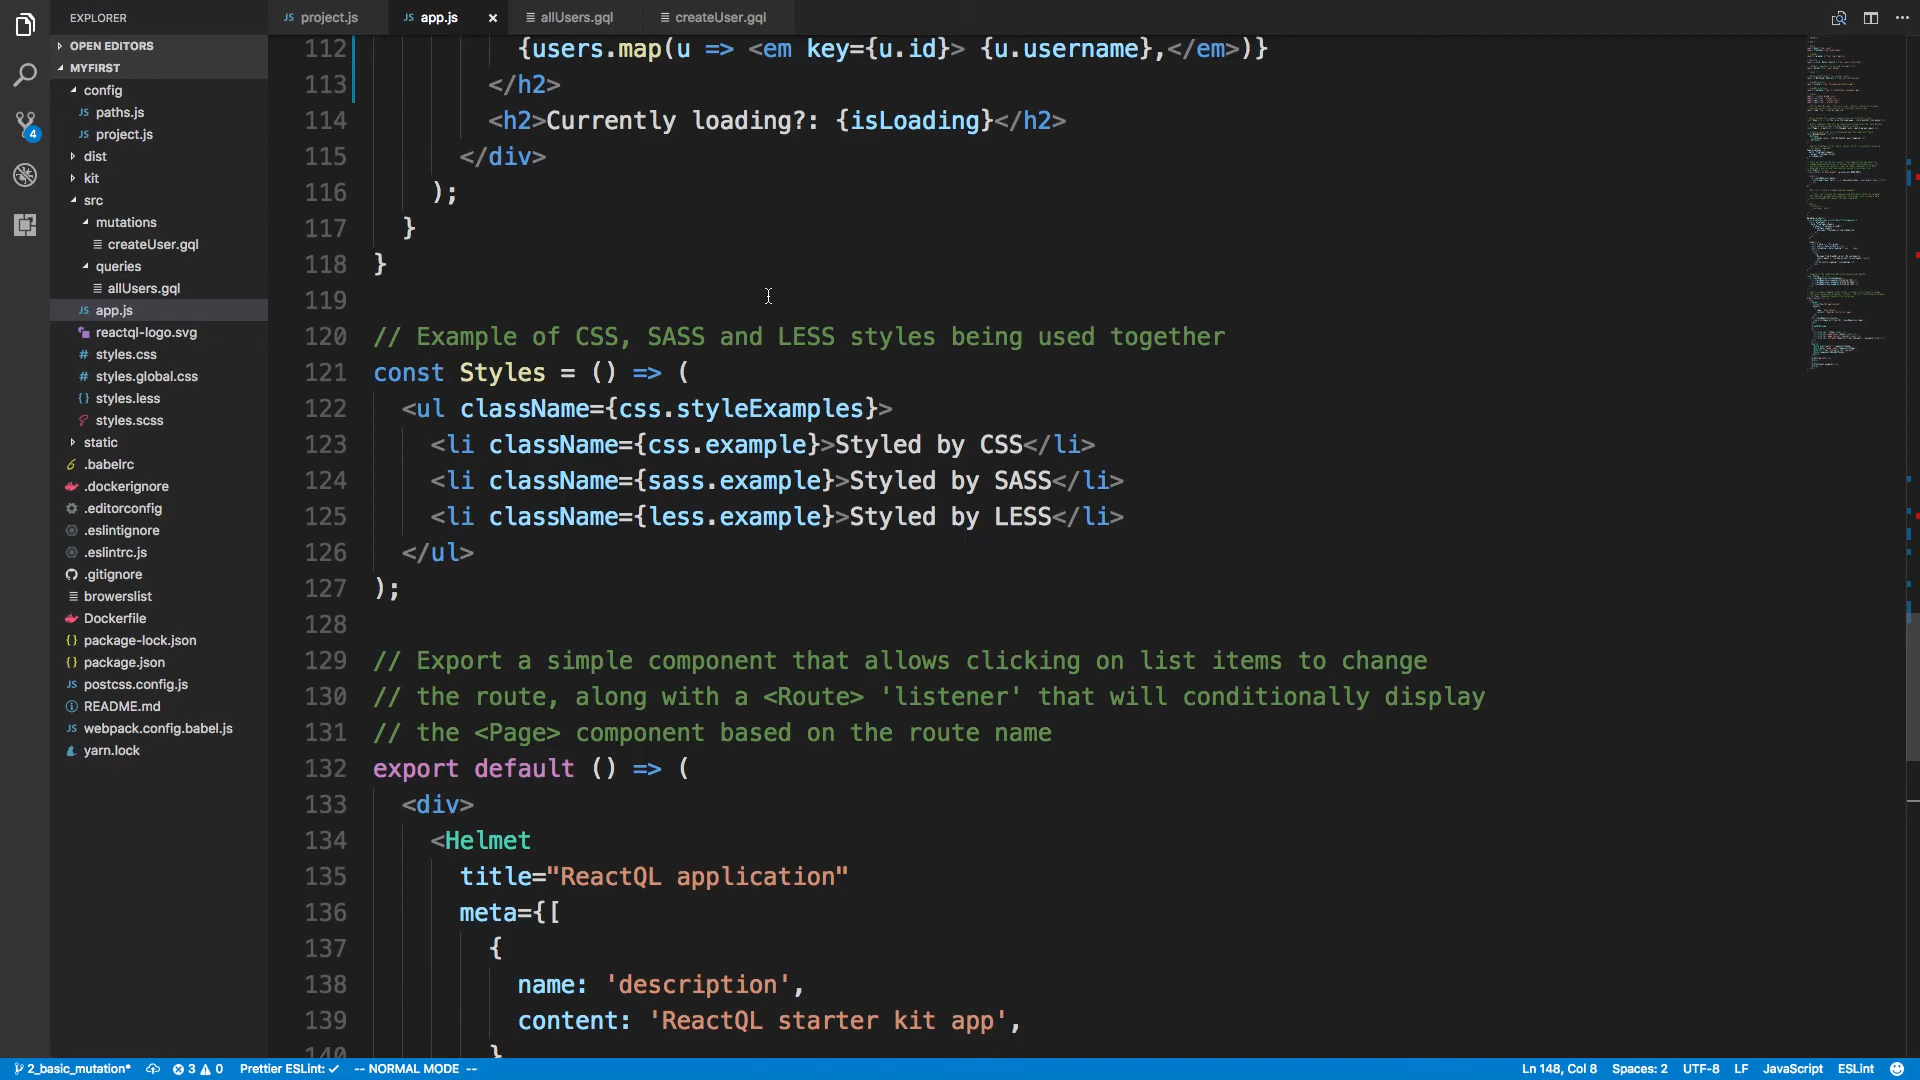 EXPLORER
JS project.js
JS app.js ×
allUsers.gql
createUser.gql
OPEN EDITORS
MYFIRST
config
JS paths.js
JS project.js
dist
kit
src
mutations
createUser.gql
queries
allUsers.gql
JS app.js
reactql-logo.svg
# styles.css
# styles.global.css
{} styles.less
styles.scss
static
.babelrc
.dockerignore
.editorconfig
.eslintignore
.eslintrc.js
.gitignore
browerslist
Dockerfile
{} package-lock.json
{} package.json
JS postcss.config.js
README.md
JS webpack.config.babel.js
yarn.lock
4
112 {users.map(u => <em key={u.id}> {u.username},</em>)}
113 </h2>
114 <h2>Currently loading?: {isLoading}</h2>
115 </div>
116 );
117 }
118 }
119
120 // Example of CSS, SASS and LESS styles being used together
121 const Styles = () => (
122 <ul className={css.styleExamples}>
123 <li className={css.example}>Styled by CSS</li>
124 <li className={sass.example}>Styled by SASS</li>
125 <li className={less.example}>Styled by LESS</li>
126 </ul>
127 );
128
129 // Export a simple component that allows clicking on list items to change
130 // the route, along with a <Route> 'listener' that will conditionally display
131 // the <Page> component based on the route name
132 export default () => (
133 <div>
134 <Helmet
135 title="ReactQL application"
136 meta={[
137 {
138 name: 'description',
139 content: 'ReactQL starter kit app',
140 }
2_basic_mutation* 3 0 Prettier ESLint: ✓ -- NORMAL MODE -- Ln 148, Col 8 Spaces: 2 UTF-8 LF JavaScript ESLint